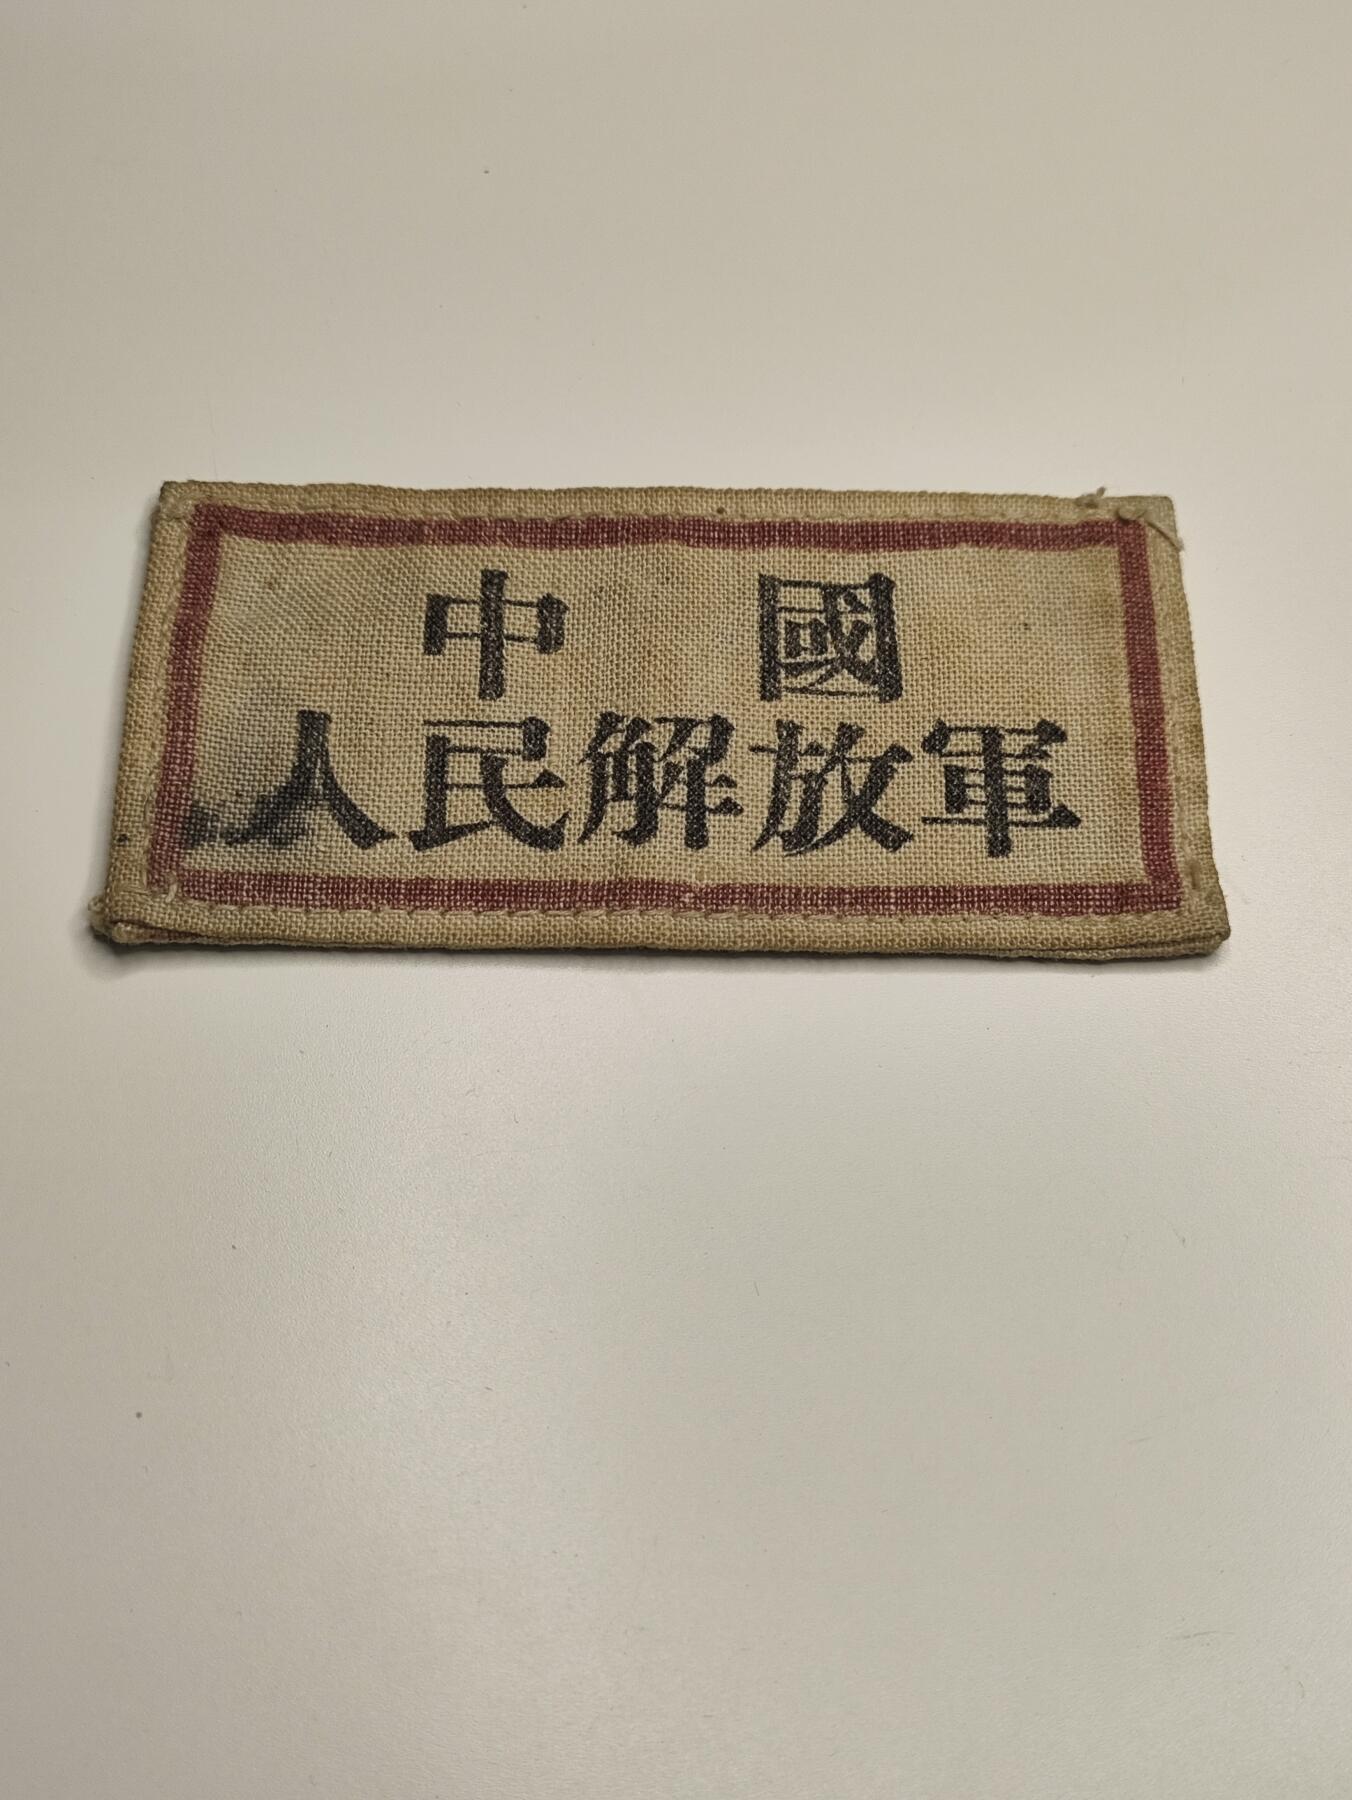 中 國
人民解放軍